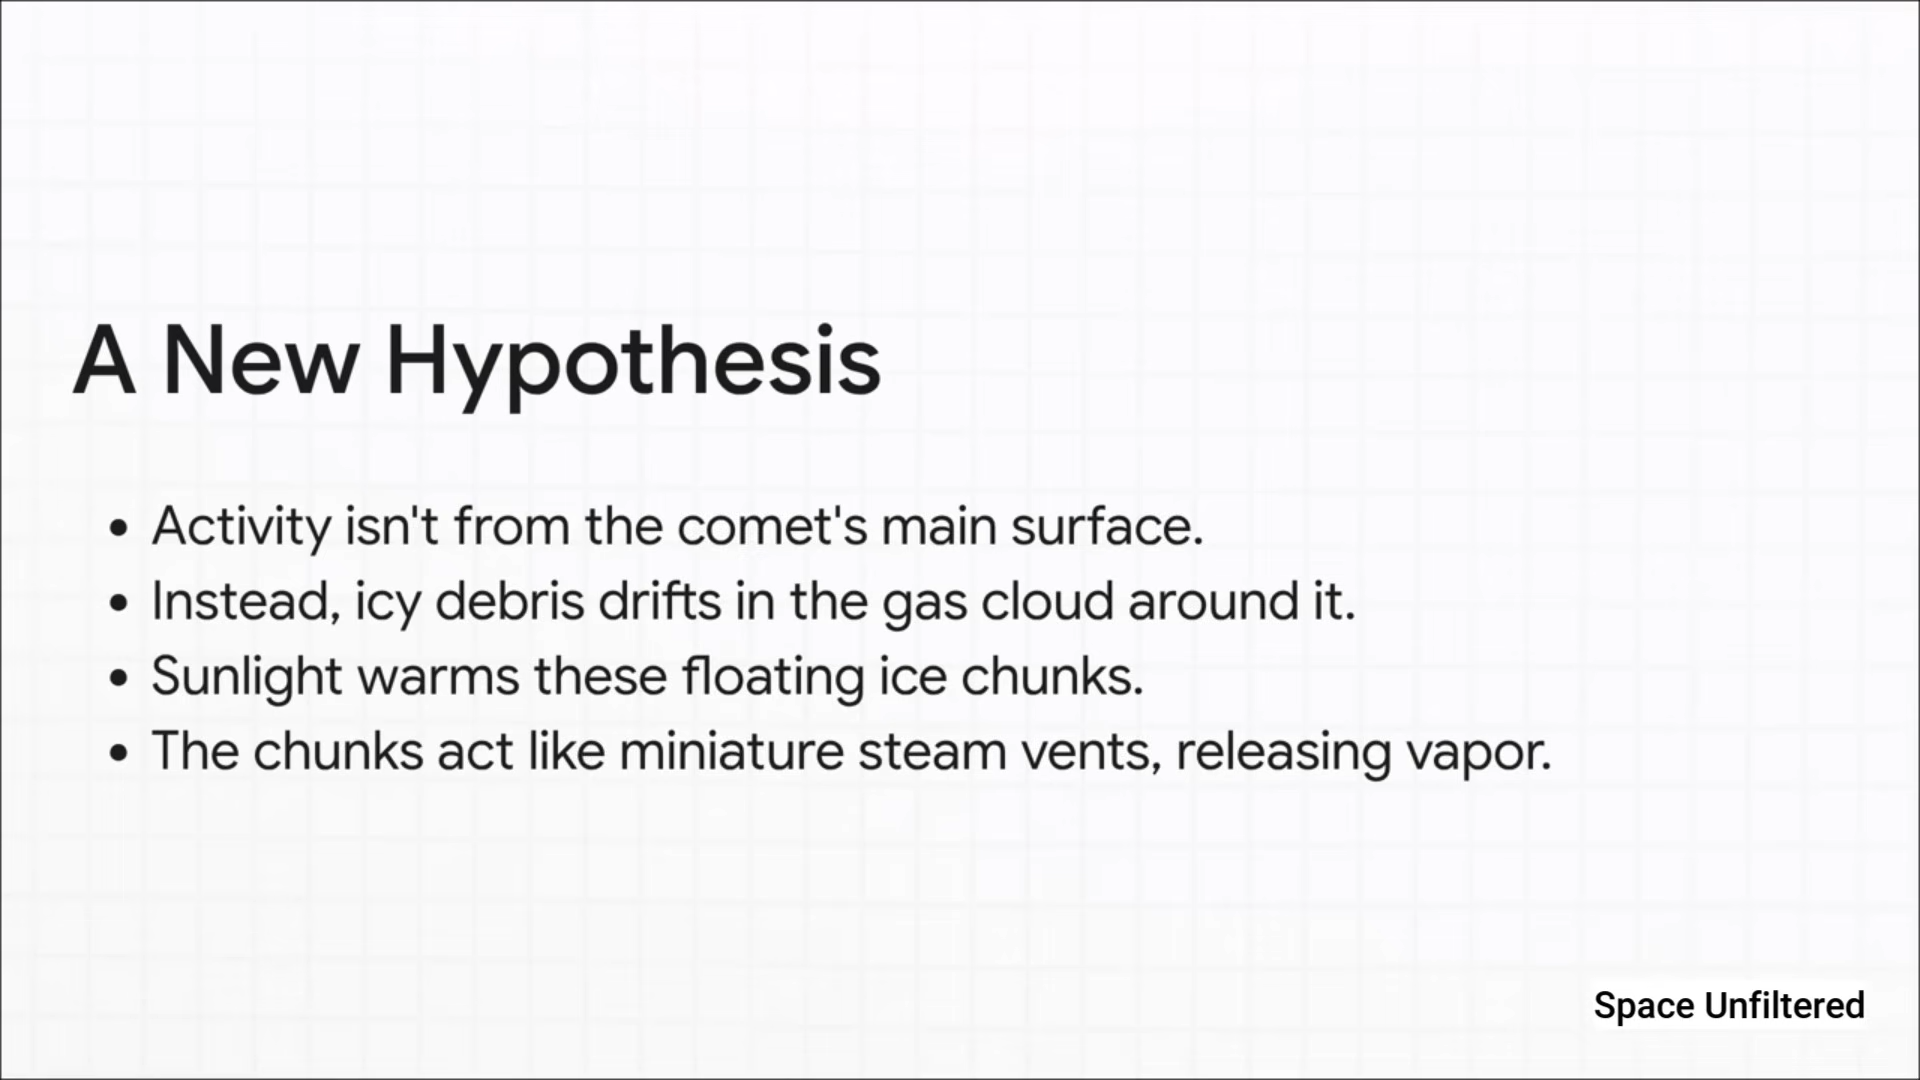 A New Hypothesis
• Activity isn't from the comet's main surface.
• Instead, icy debris drifts in the gas cloud around it.
• Sunlight warms these floating ice chunks.
• The chunks act like miniature steam vents, releasing vapor.
Space Unfiltered